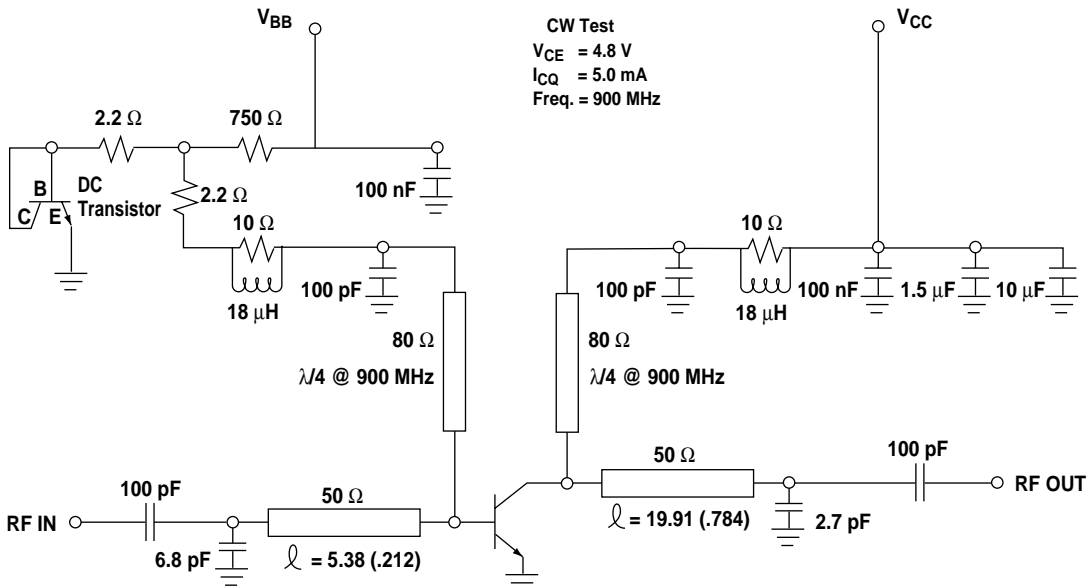 V_BB
CW Test
V_CE = 4.8 V
I_CQ = 5.0 mA
Freq. = 900 MHz
V_CC
2.2 Ω
750 Ω
B
C
E
DC
Transistor
2.2 Ω
100 nF
10 Ω
18 μH
100 pF
10 Ω
100 pF
18 μH
100 nF
1.5 μF
10 μF
80 Ω
λ/4 @ 900 MHz
80 Ω
λ/4 @ 900 MHz
RF IN
100 pF
6.8 pF
50 Ω
ℓ = 5.38 (.212)
50 Ω
ℓ = 19.91 (.784)
2.7 pF
100 pF
RF OUT